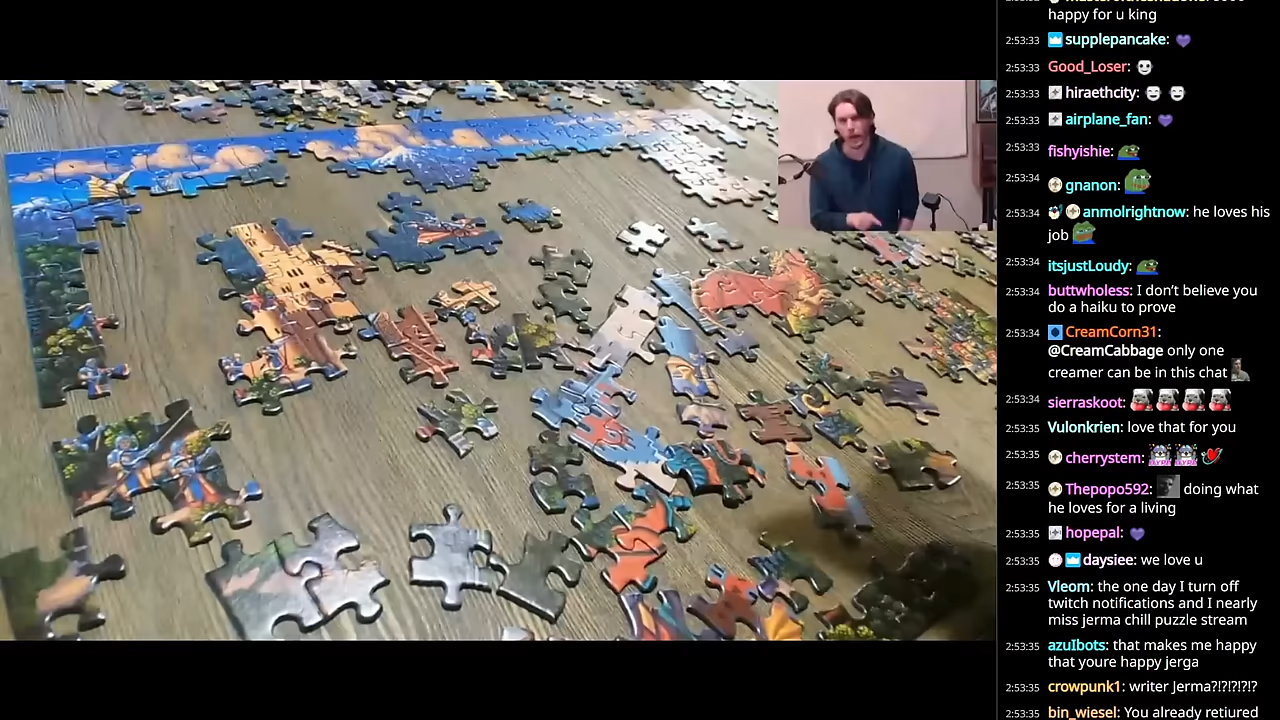 happy for u king
2:53:33 supplepancake:
2:53:33 Good_Loser:
2:53:33 hiraethcity:
2:53:33 airplane_fan:
2:53:33 fishyishie:
2:53:34 gnanon:
2:53:34 anmolrightnow: he loves his
job
2:53:34 itsjustLoudy:
2:53:34 buttwholess: I don't believe you
do a haiku to prove
2:53:34 CreamCorn31:
@CreamCabbage only one
creamer can be in this chat
2:53:34 sierraskoot:
2:53:35 Vulonkrien: love that for you
2:53:35 cherrystem:
2:53:35 Thepopo592: doing what
he loves for a living
2:53:35 hopepal:
2:53:35 daysiee: we love u
2:53:35 Vleom: the one day I turn off
twitch notifications and I nearly
miss jerma chill puzzle stream
2:53:35 azuIbots: that makes me happy
that youre happy jerga
2:53:35 crowpunk1: writer Jerma?!?!?!?!?
2:53:35 bin_wiesel: You already retiured